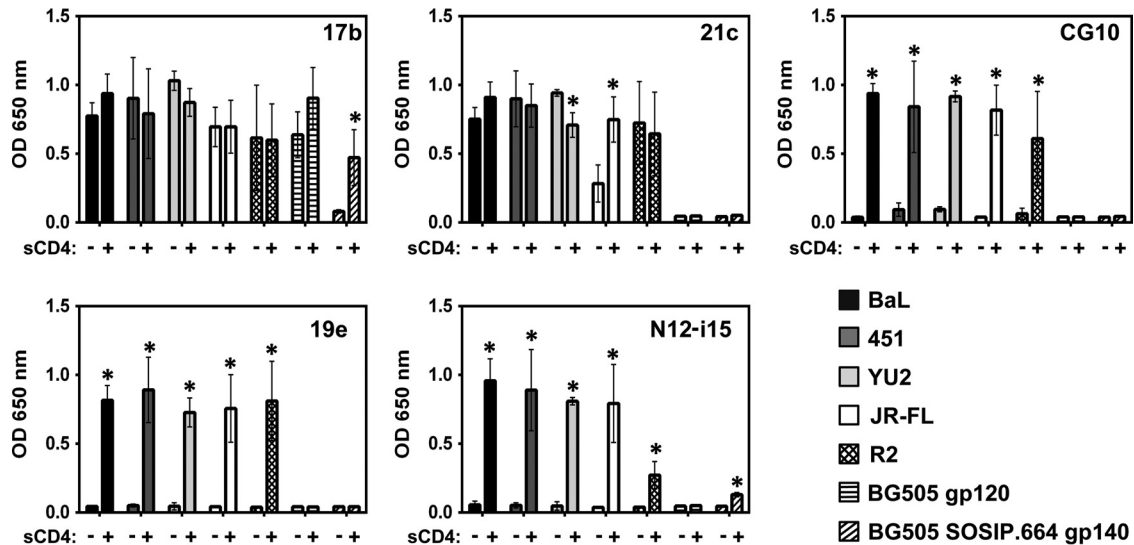 17b
OD 650 nm
1.5
1.0
0.5
0.0
*
sCD4: - + - + - + - + - + - + - +
21c
OD 650 nm
1.5
1.0
0.5
0.0
* *
sCD4: - + - + - + - + - + - + - +
CG10
OD 650 nm
1.5
1.0
0.5
0.0
* * * * *
sCD4: - + - + - + - + - + - + - +
19e
OD 650 nm
1.5
1.0
0.5
0.0
* * * * *
sCD4: - + - + - + - + - + - + - +
N12-i15
OD 650 nm
1.5
1.0
0.5
0.0
* * * * * *
sCD4: - + - + - + - + - + - + - +
BaL
451
YU2
JR-FL
R2
BG505 gp120
BG505 SOSIP.664 gp140